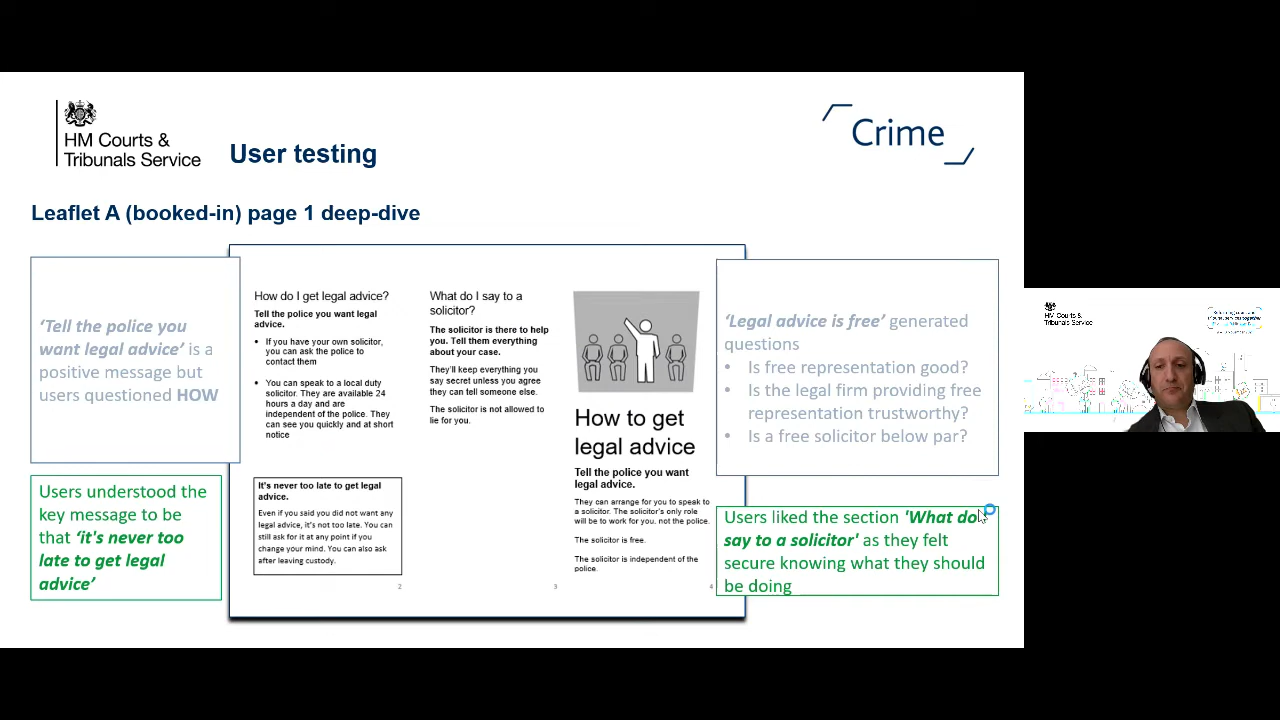 HM Courts &
Tribunals Service
User testing
Crime
Leaflet A (booked-in) page 1 deep-dive
‘Tell the police you
want legal advice’ is a
positive message but
users questioned HOW
Users understood the
key message to be
that ‘it's never too
late to get legal
advice’
How do I get legal advice?
Tell the police you want legal
advice.
• If you have your own solicitor,
you can ask the police to
contact them
• You can speak to a local duty
solicitor. They are available 24
hours a day and are
independent of the police. They
can see you quickly and at short
notice
It's never too late to get legal
advice.
Even if you said you did not want any
legal advice, it's not too late. You can
still ask for it at any point if you
change your mind. You can also ask
after leaving custody.
2
What do I say to a
solicitor?
The solicitor is there to help
you. Tell them everything
about your case.
They'll keep everything you
say secret unless you agree
they can tell someone else.
The solicitor is not allowed to
lie for you.
3
How to get
legal advice
Tell the police you want
legal advice.
They can arrange for you to speak to
a solicitor. The solicitor's only role
will be to work for you, not the police.
The solicitor is free.
The solicitor is independent of the
police.
4
‘Legal advice is free’ generated
questions
• Is free representation good?
• Is the legal firm providing free
representation trustworthy?
• Is a free solicitor below par?
Users liked the section 'What do
say to a solicitor' as they felt
secure knowing what they should
be doing
HM Courts &
Tribunals Service